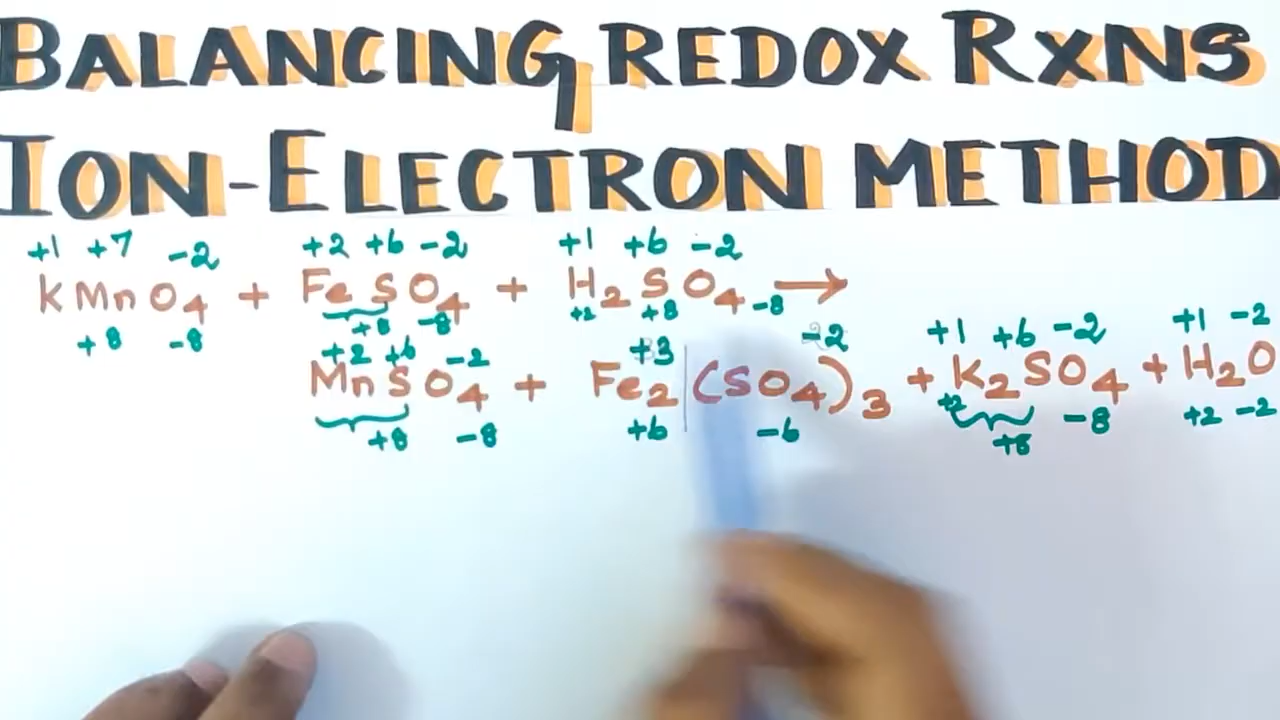 BALANCING REDOX RXNS
ION-ELECTRON METHOD
+1 +7 -2 +2 +6 -2 +1 +6 -2
KMnO4 + FeSO4 + H2SO4 →
+8 -8 +8 -8 +2 +8 -8
+2 +6 -2 +3 -2 +1 +6 -2 +1 -2
MnSO4 + Fe2(SO4)3 + K2SO4 + H2O
+8 -8 +6 -6 +2 +8 -8 +2 -2